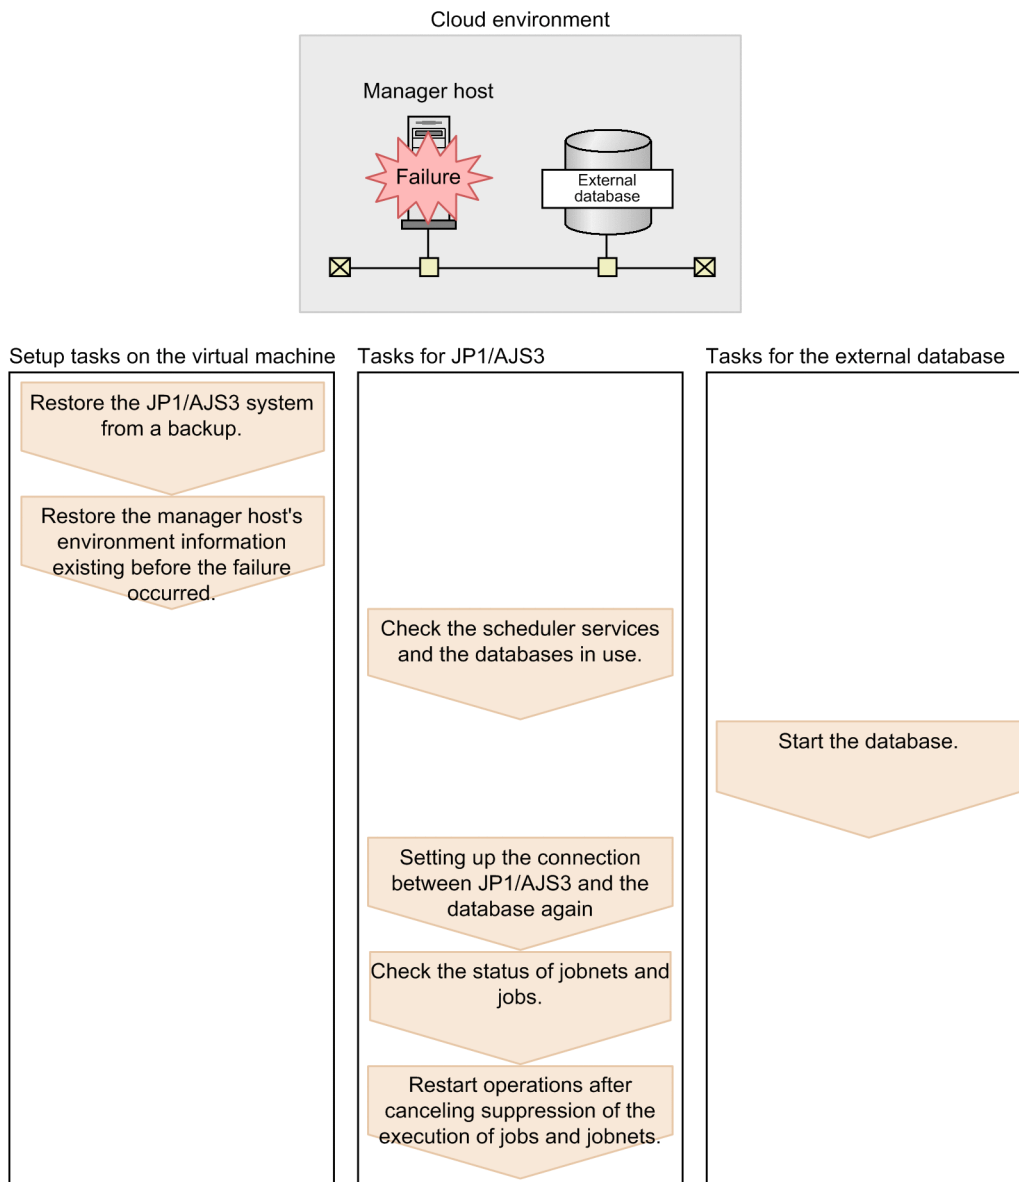 Cloud environment
Manager host
Failure
External
database
Setup tasks on the virtual machine
Tasks for JP1/AJS3
Tasks for the external database
Restore the JP1/AJS3 system
from a backup.
Restore the manager host's
environment information
existing before the failure
occurred.
Check the scheduler services
and the databases in use.
Start the database.
Setting up the connection
between JP1/AJS3 and the
database again
Check the status of jobnets and
jobs.
Restart operations after
canceling suppression of the
execution of jobs and jobnets.